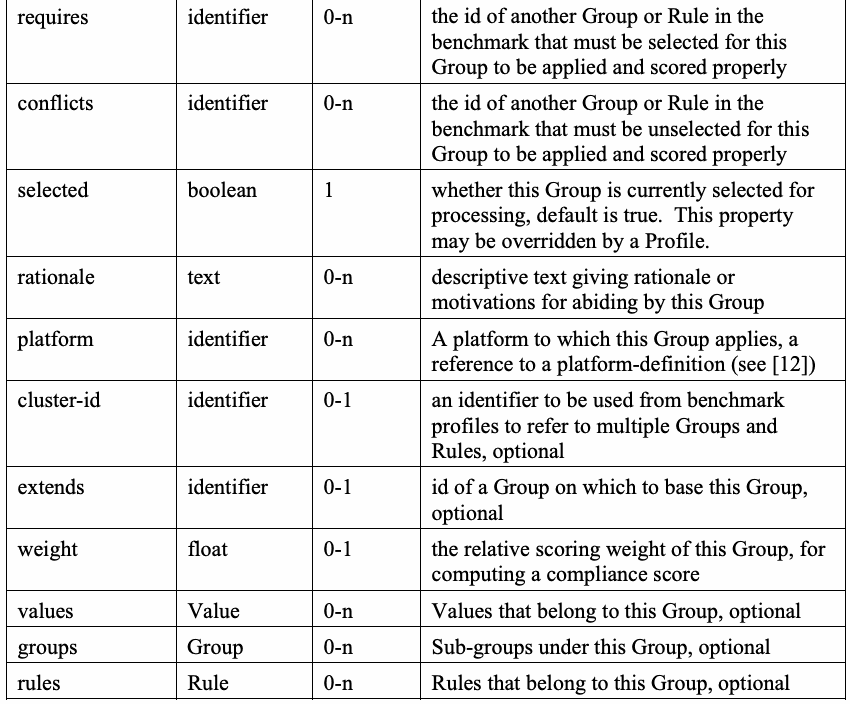 requires identifier 0-n the id of another Group or Rule in the
benchmark that must be selected for this
Group to be applied and scored properly
conflicts identifier 0-n the id of another Group or Rule in the
benchmark that must be unselected for this
Group to be applied and scored properly
selected boolean 1 whether this Group is currently selected for
processing, default is true.  This property
may be overridden by a Profile.
rationale text 0-n descriptive text giving rationale or
motivations for abiding by this Group
platform identifier 0-n A platform to which this Group applies, a
reference to a platform-definition (see [12])
cluster-id identifier 0-1 an identifier to be used from benchmark
profiles to refer to multiple Groups and
Rules, optional
extends identifier 0-1 id of a Group on which to base this Group,
optional
weight float 0-1 the relative scoring weight of this Group, for
computing a compliance score
values Value 0-n Values that belong to this Group, optional
groups Group 0-n Sub-groups under this Group, optional
rules Rule 0-n Rules that belong to this Group, optional